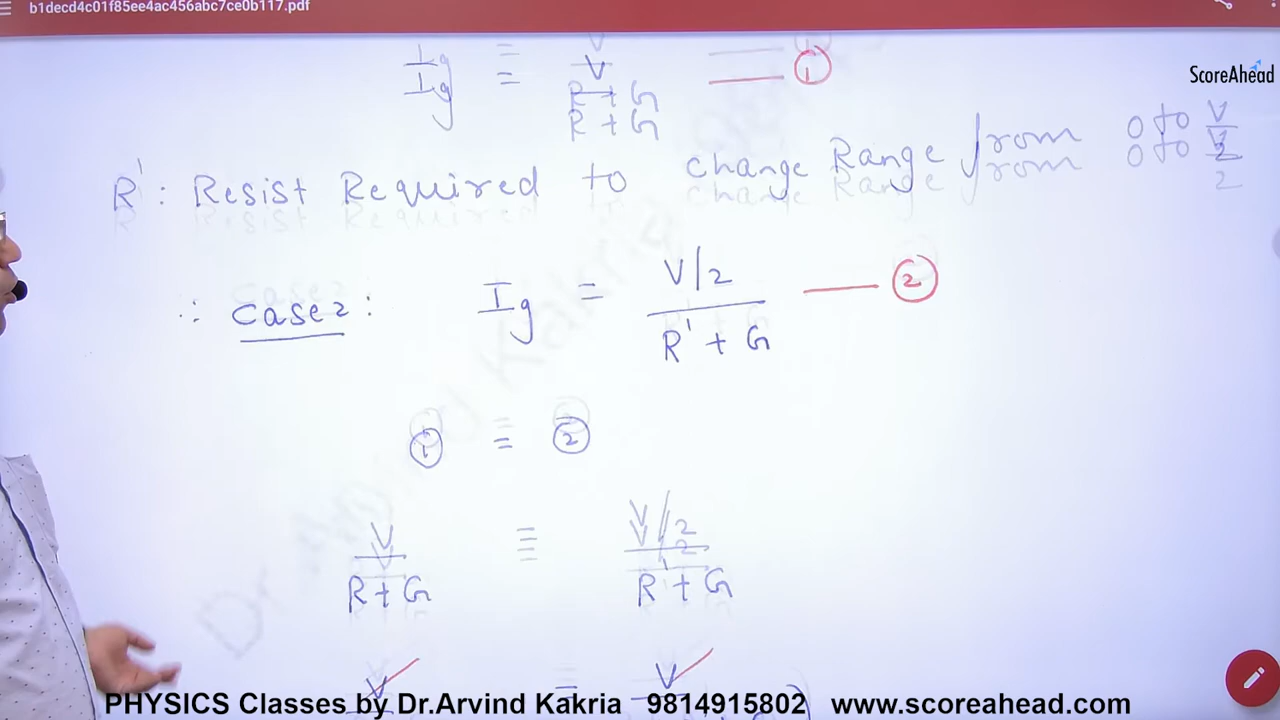 b1decd4c01f85ee4ac456abc7ce0b117.pdf
ScoreAhead
Ig = V / R + G —— ①
R' : Resist Required to change Range from 0 to V/2
∴ Case 2 : Ig = V/2 / R' + G —— ②
① = ②
V / R + G = V/2 / R' + G
V = V
PHYSICS Classes by Dr.Arvind Kakria 9814915802 www.scoreahead.com